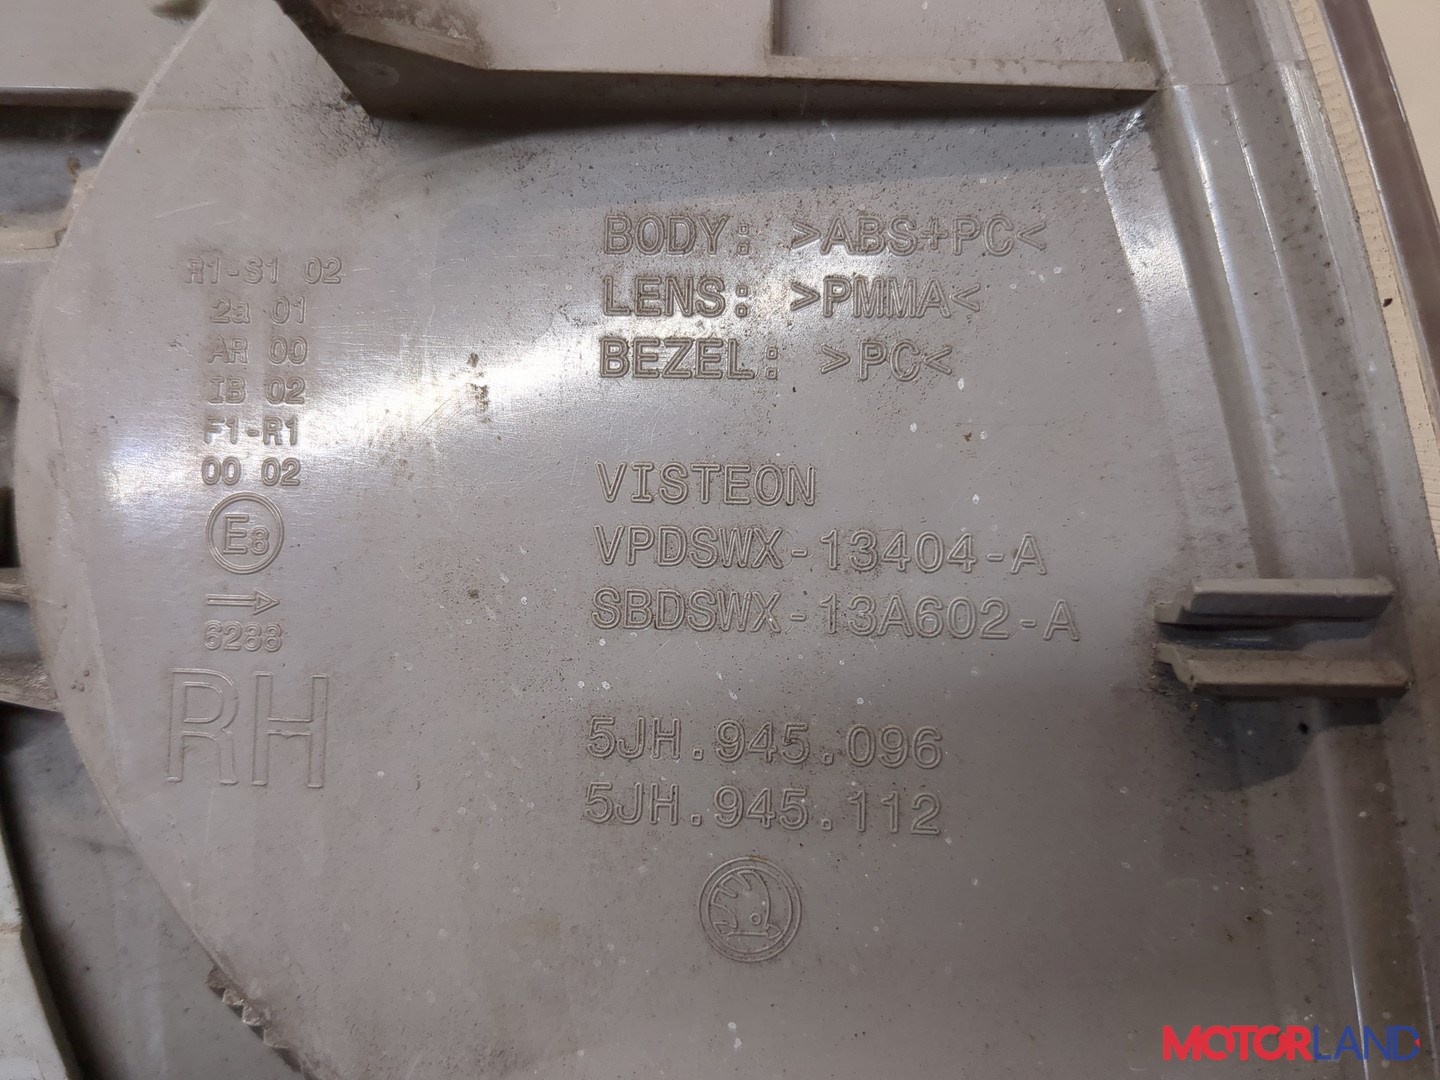 R1-S1 02
2a 01
AR 00
IB 02
F1-R1
00 02
E8
6288
RH
BODY: >ABS+PC<
LENS: >PMMA<
BEZEL: >PC<
VISTEON
VPDSWX-13404-A
SBDSWX-13A602-A
5JH.945.096
5JH.945.112
MOTORLAND